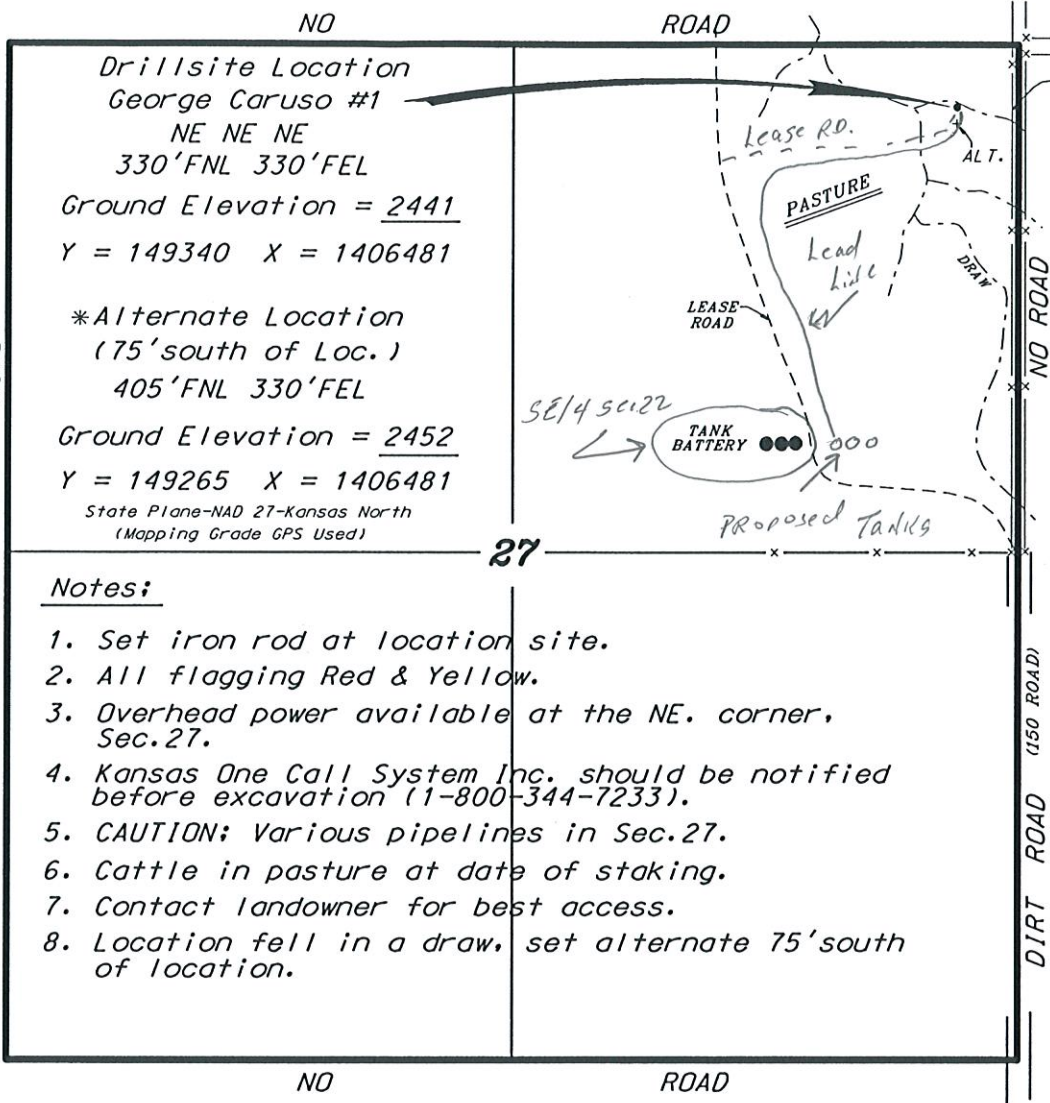 NO ROAD
Drillsite Location
George Caruso #1
NE NE NE
330'FNL 330'FEL
Ground Elevation = 2441
Y = 149340 X = 1406481
*Alternate Location
(75'south of Loc.)
405'FNL 330'FEL
Ground Elevation = 2452
Y = 149265 X = 1406481
State Plane-NAD 27-Kansas North
(Mapping Grade GPS Used)
Lease RD.
ALT.
PASTURE
Lead
Line
DRAW
LEASE
ROAD
NO ROAD
SE/4 Sec.22
TANK
BATTERY
PROPOSED TANKS
27
Notes:
1. Set iron rod at location site.
2. All flagging Red & Yellow.
3. Overhead power available at the NE. corner,
Sec.27.
4. Kansas One Call System Inc. should be notified
before excavation (1-800-344-7233).
5. CAUTION: Various pipelines in Sec.27.
6. Cattle in pasture at date of staking.
7. Contact landowner for best access.
8. Location fell in a draw, set alternate 75'south
of location.
DIRT ROAD (150 ROAD)
NO ROAD